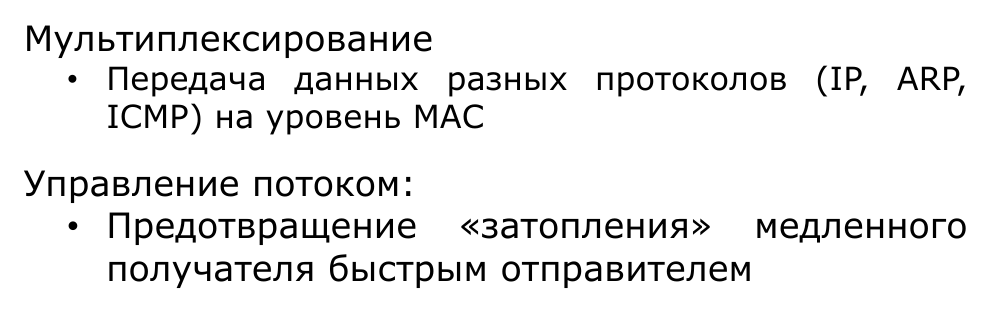 Мультиплексирование
• Передача данных разных протоколов (IP, ARP,
ICMP) на уровень MAC
Управление потоком:
• Предотвращение «затопления» медленного
получателя быстрым отправителем